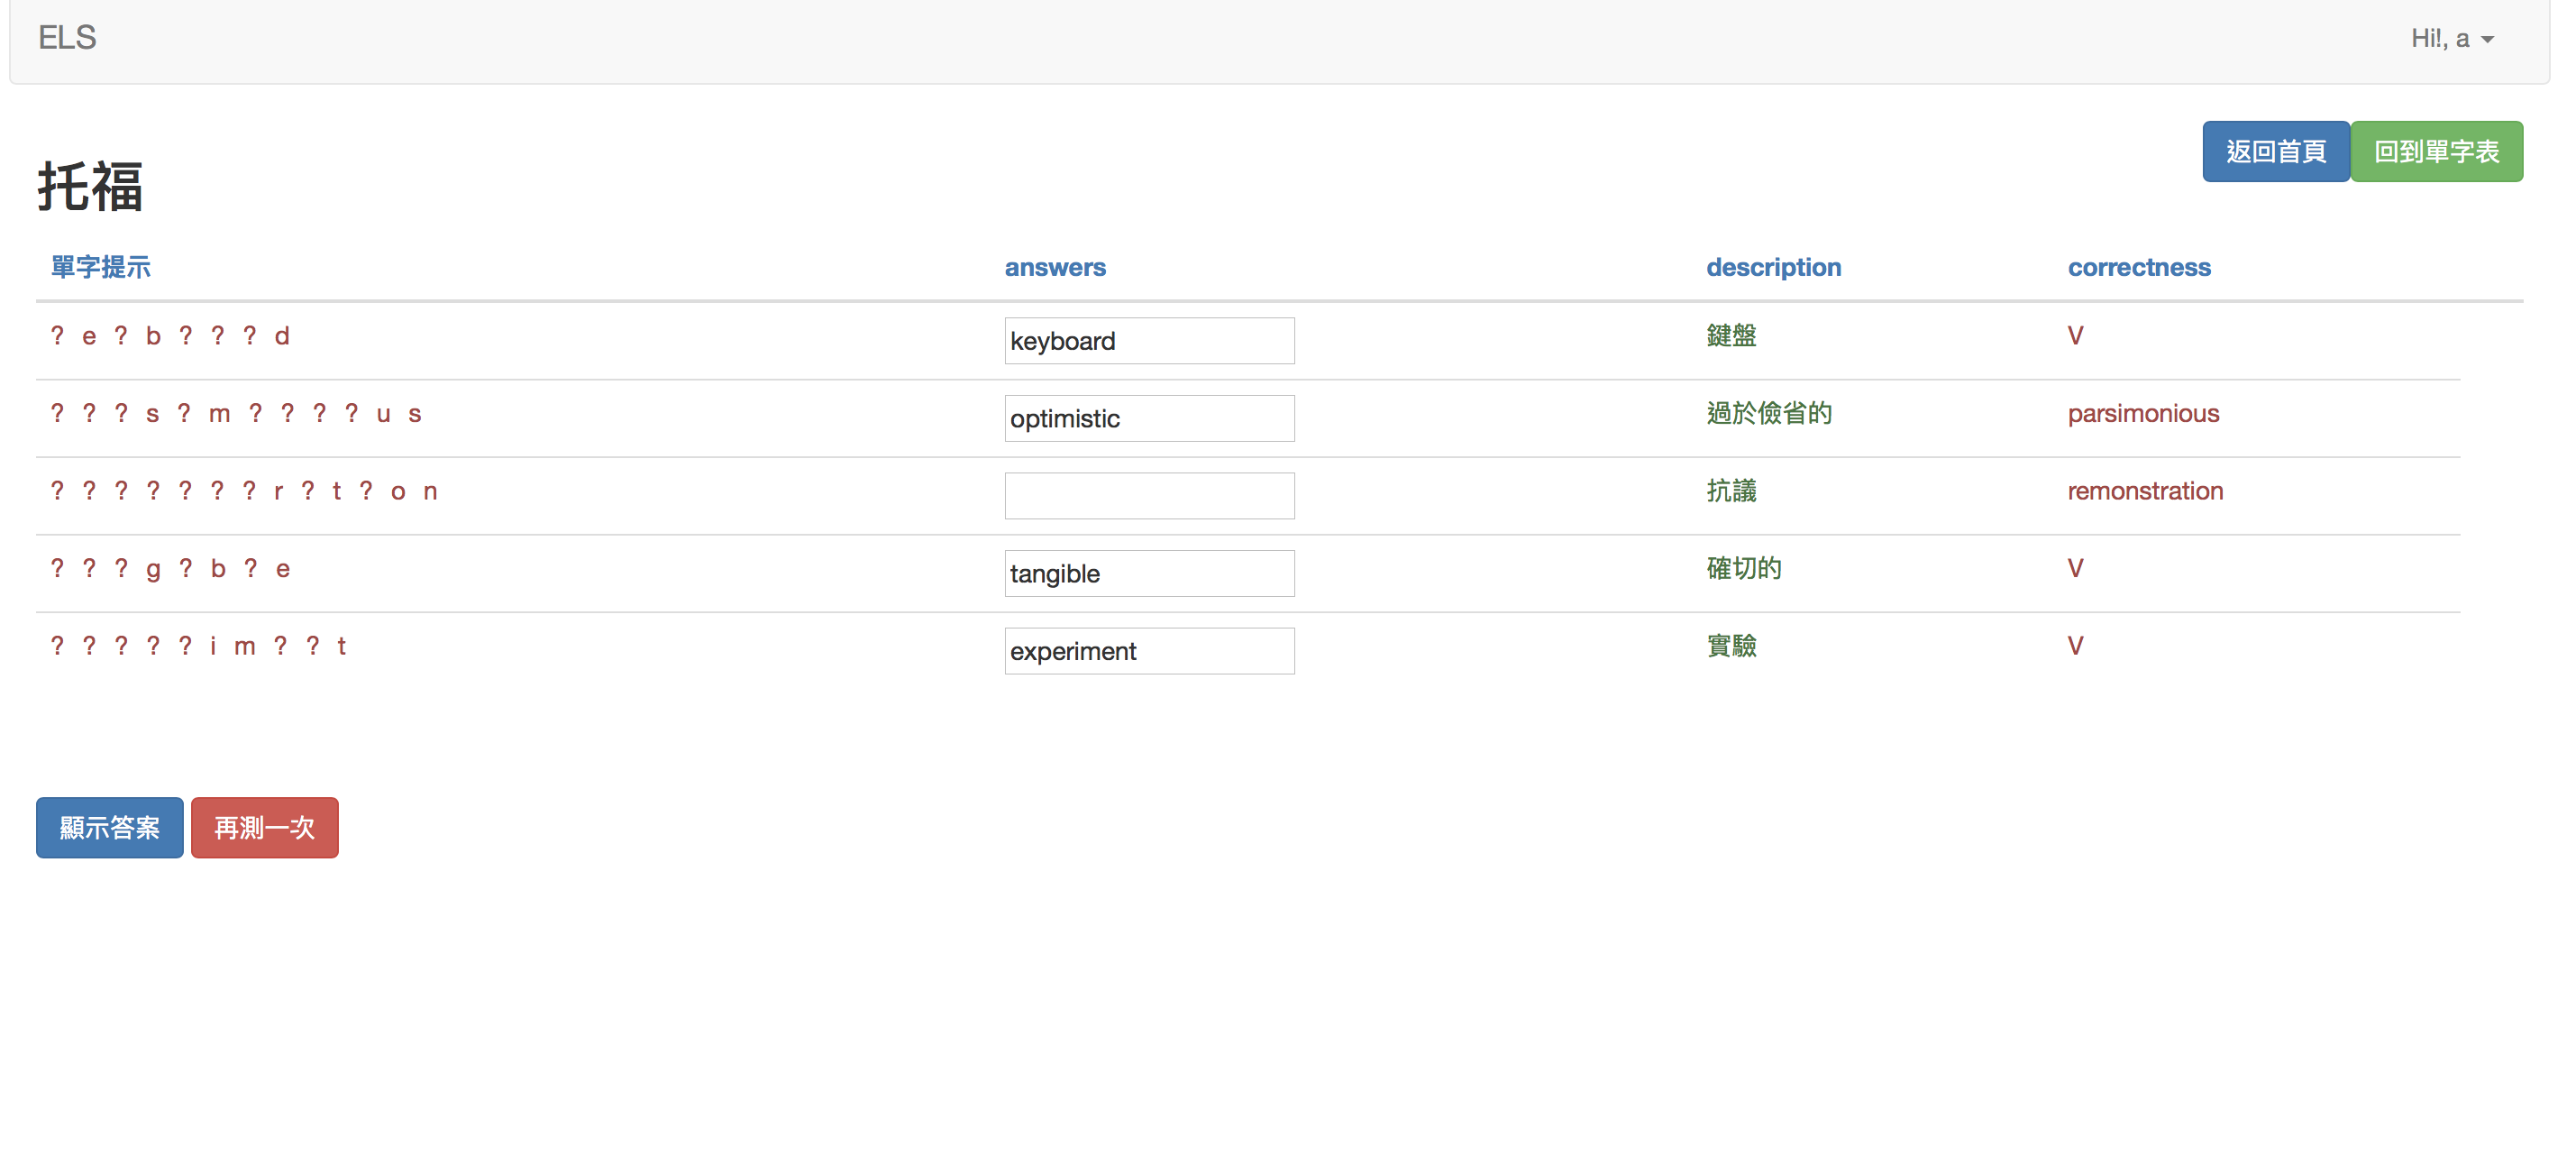 ELS
Hi!, a
返回首頁 回到單字表
托福
單字提示 answers description correctness
? e ? b ? ? ? d keyboard 鍵盤 V
? ? ? s ? m ? ? ? ? u s optimistic 過於儉省的 parsimonious
? ? ? ? ? ? ? r ? t ? o n 抗議 remonstration
? ? ? g ? b ? e tangible 確切的 V
? ? ? ? ? i m ? ? t experiment 實驗 V
顯示答案 再測一次